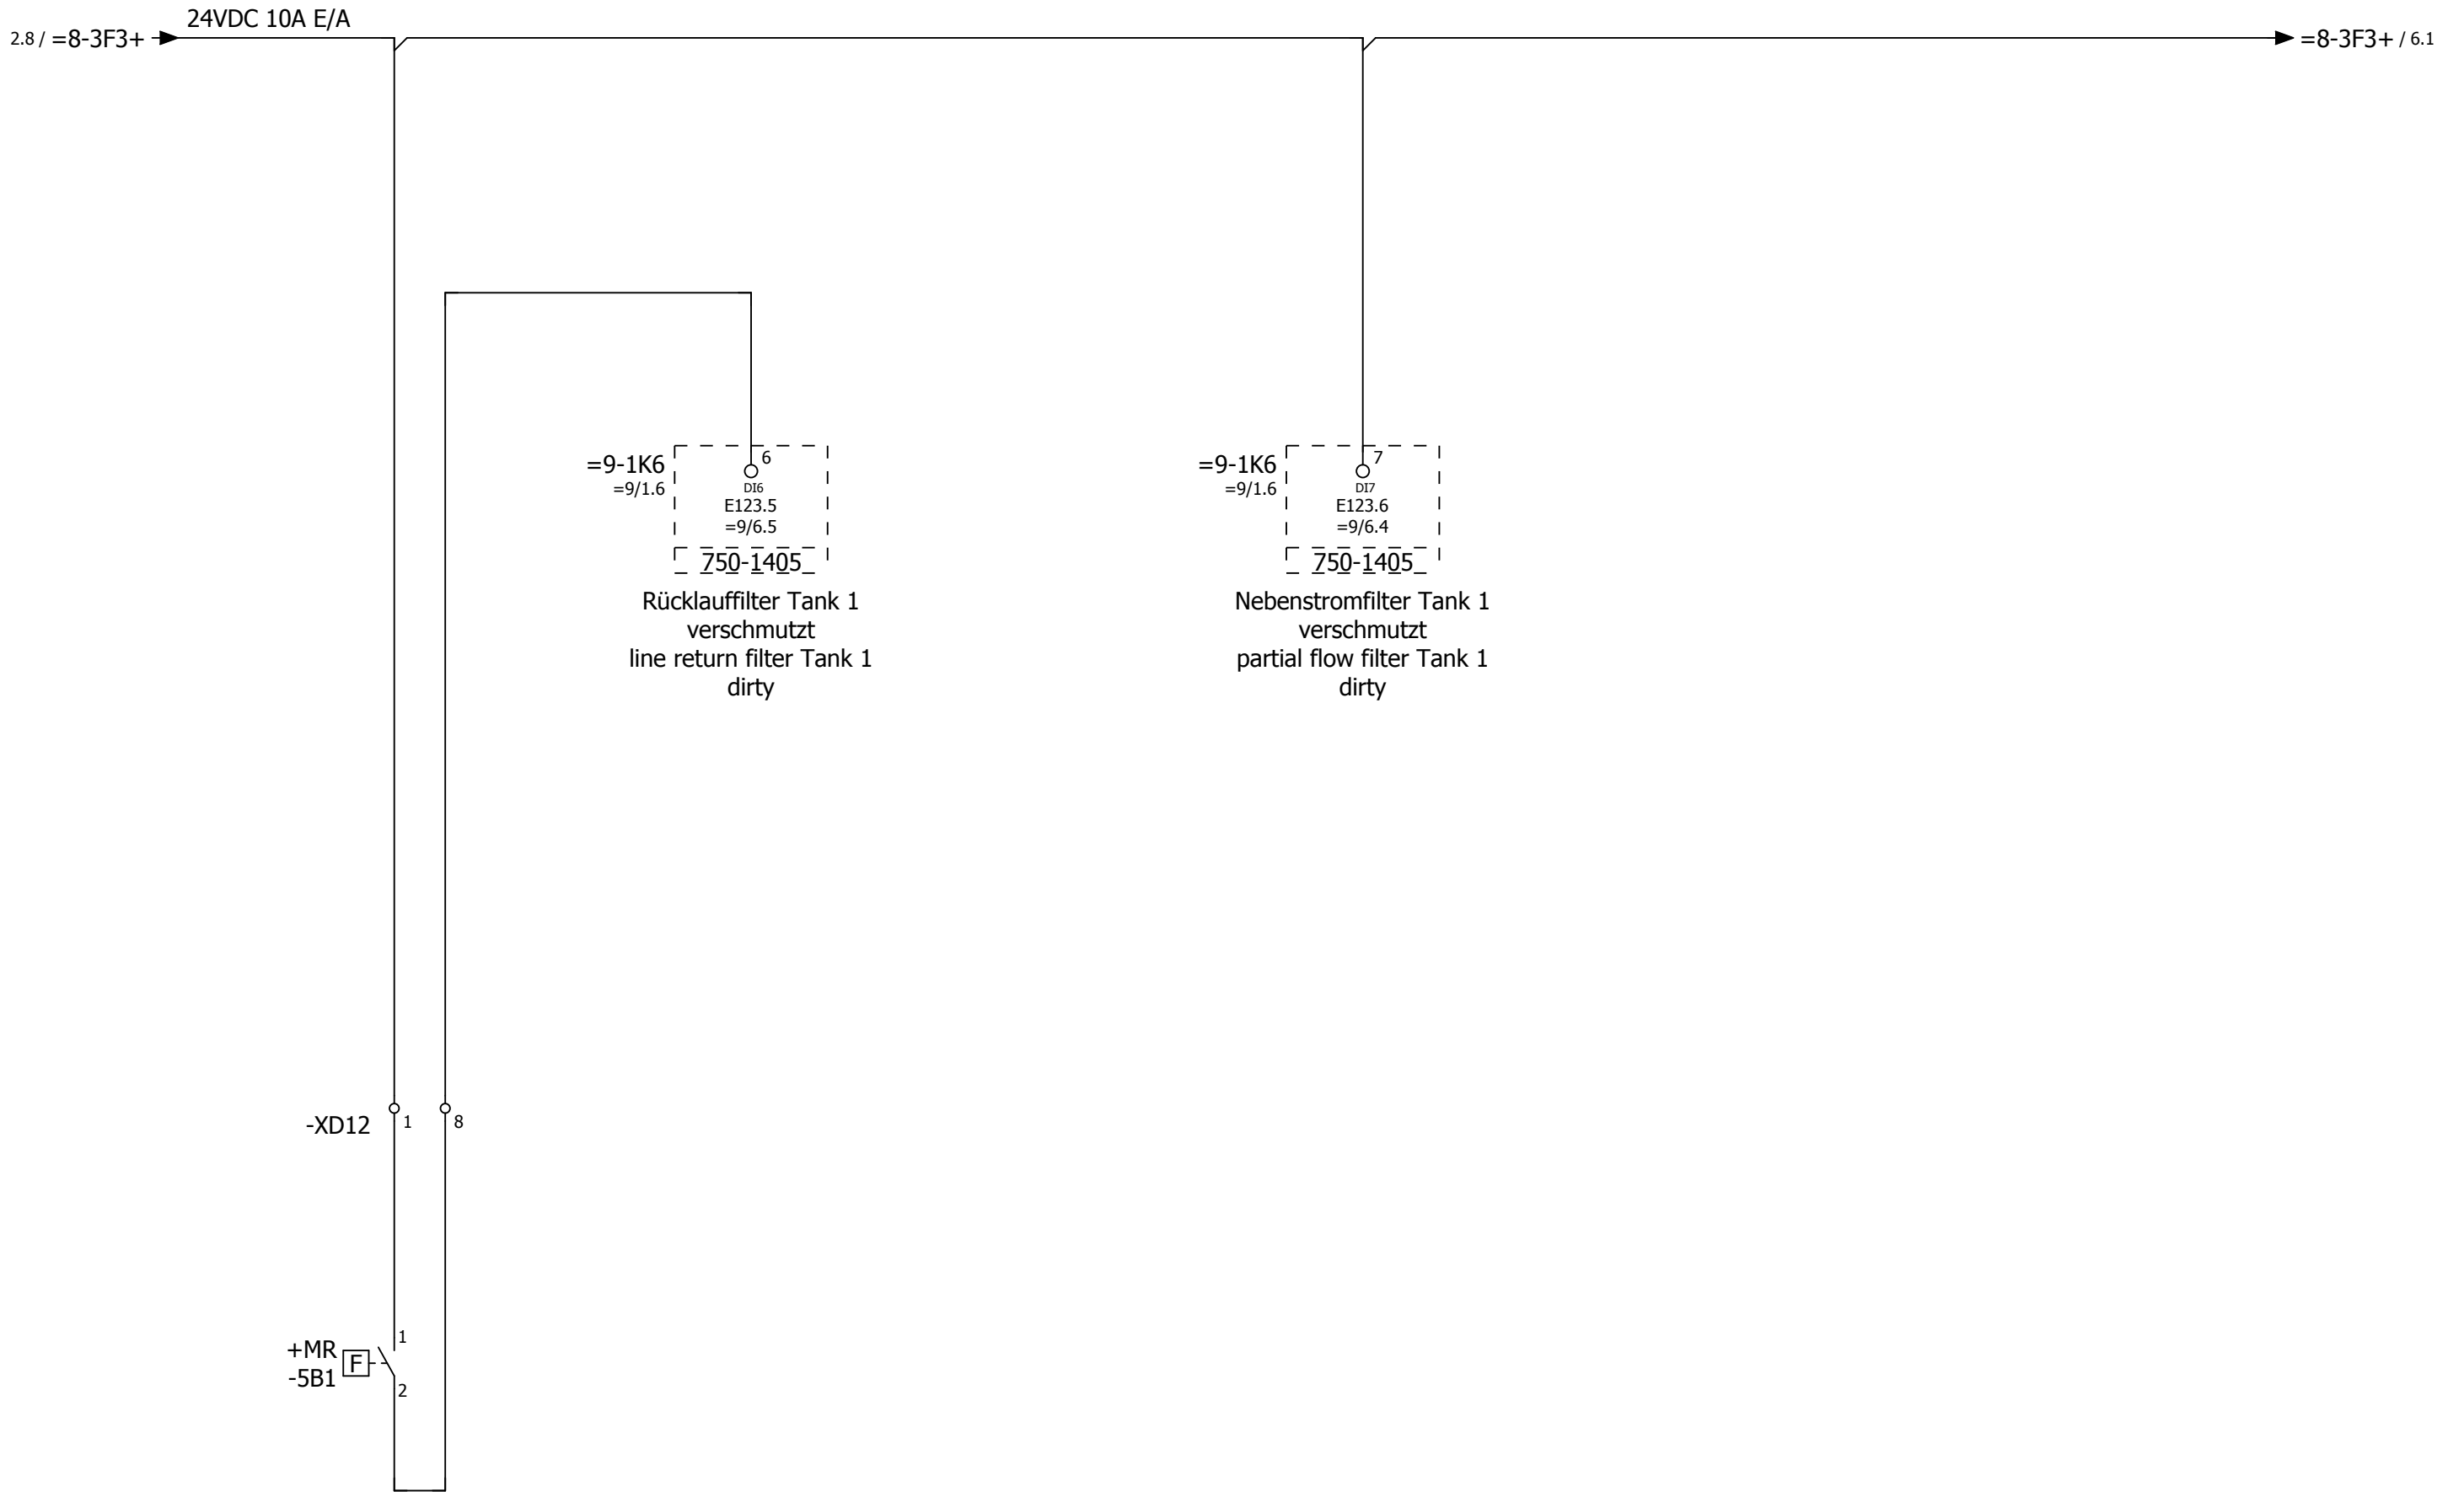 24VDC 10A E/A
2.8 / =8-3F3+
=8-3F3+ / 6.1
=9-1K6
=9/1.6
6
DI6
E123.5
=9/6.5
750-1405
Rücklauffilter Tank 1
verschmutzt
line return filter Tank 1
dirty
=9-1K6
=9/1.6
7
DI7
E123.6
=9/6.4
750-1405
Nebenstromfilter Tank 1
verschmutzt
partial flow filter Tank 1
dirty
-XD12
1
8
+MR
-5B1
F
1
2